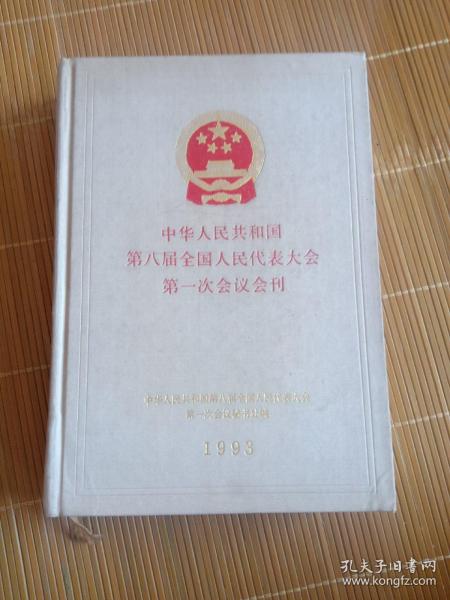 中华人民共和国
第八届全国人民代表大会
第一次会议会刊
中华人民共和国第八届全国人民代表大会
第一次会议秘书处编
1993
孔夫子旧书网
www.kongfz.com